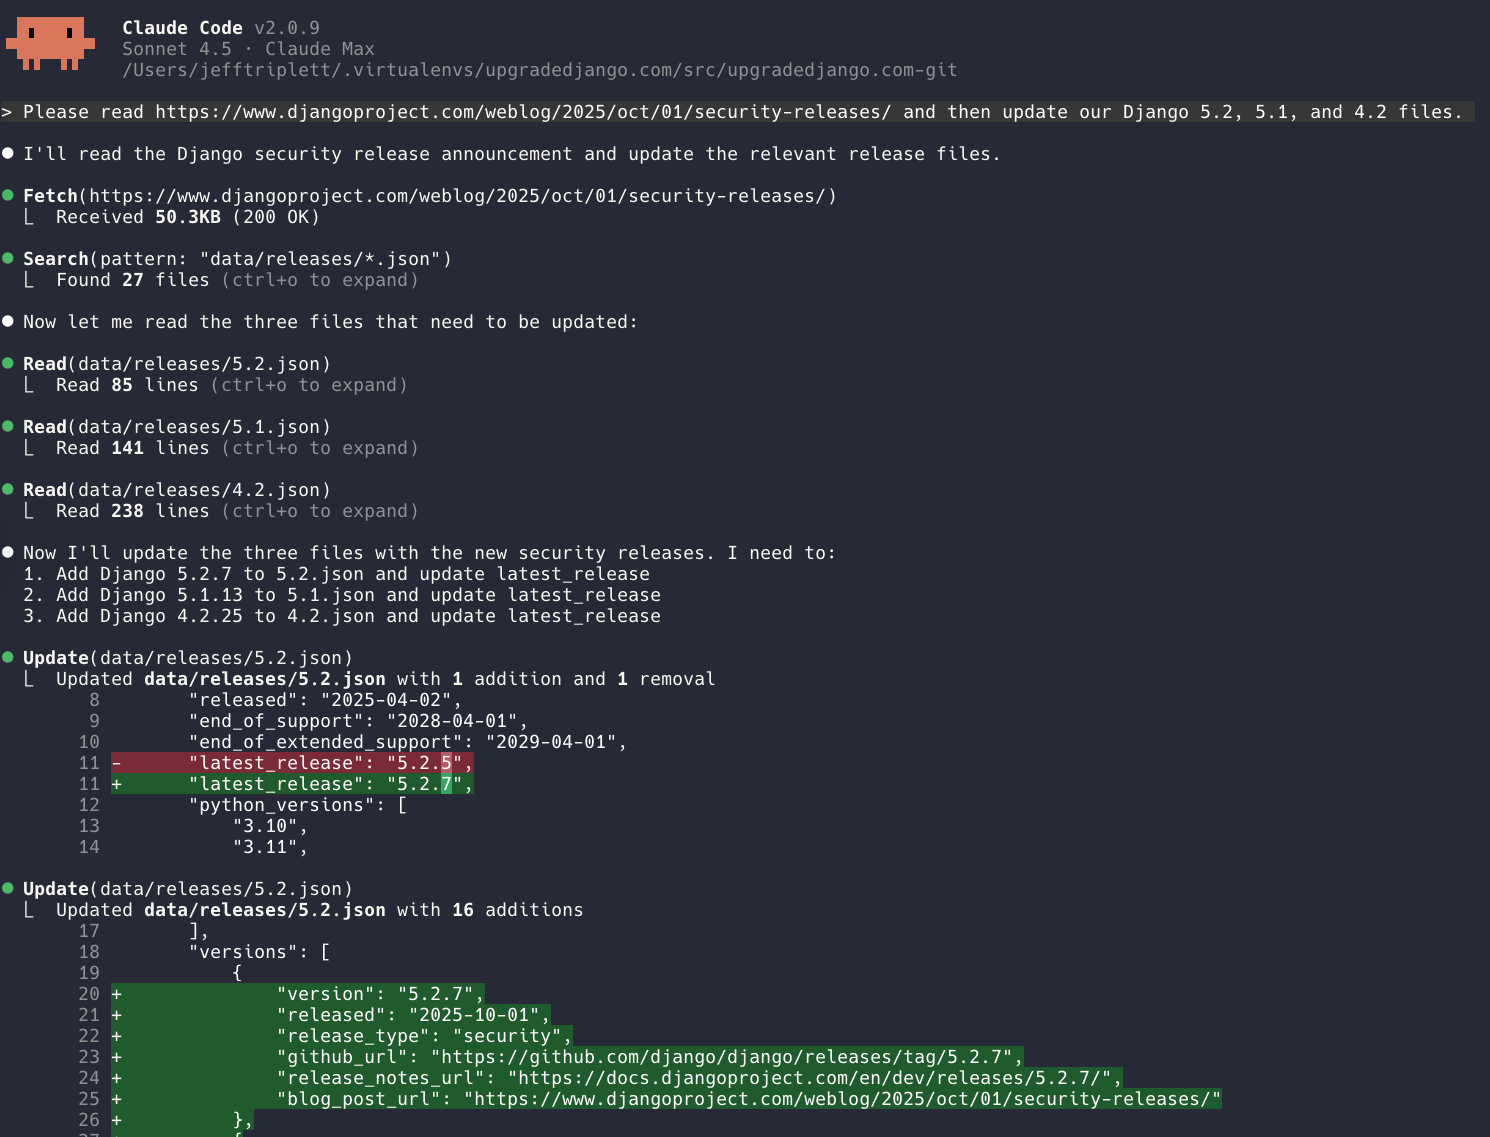 Claude Code v2.0.9
Sonnet 4.5 · Claude Max
/Users/jefftriplett/.virtualenvs/upgradedjango.com/src/upgradedjango.com-git
> Please read https://www.djangoproject.com/weblog/2025/oct/01/security-releases/ and then update our Django 5.2, 5.1, and 4.2 files.
● I'll read the Django security release announcement and update the relevant release files.
● Fetch(https://www.djangoproject.com/weblog/2025/oct/01/security-releases/)
⎿  Received 50.3KB (200 OK)
● Search(pattern: "data/releases/*.json")
⎿  Found 27 files (ctrl+o to expand)
● Now let me read the three files that need to be updated:
● Read(data/releases/5.2.json)
⎿  Read 85 lines (ctrl+o to expand)
● Read(data/releases/5.1.json)
⎿  Read 141 lines (ctrl+o to expand)
● Read(data/releases/4.2.json)
⎿  Read 238 lines (ctrl+o to expand)
● Now I'll update the three files with the new security releases. I need to:
1. Add Django 5.2.7 to 5.2.json and update latest_release
2. Add Django 5.1.13 to 5.1.json and update latest_release
3. Add Django 4.2.25 to 4.2.json and update latest_release
● Update(data/releases/5.2.json)
⎿  Updated data/releases/5.2.json with 1 addition and 1 removal
8 "released": "2025-04-02",
9 "end_of_support": "2028-04-01",
10 "end_of_extended_support": "2029-04-01",
11 - "latest_release": "5.2.5",
11 + "latest_release": "5.2.7",
12 "python_versions": [
13 "3.10",
14 "3.11",
● Update(data/releases/5.2.json)
⎿  Updated data/releases/5.2.json with 16 additions
17 ],
18 "versions": [
19 {
20 + "version": "5.2.7",
21 + "released": "2025-10-01",
22 + "release_type": "security",
23 + "github_url": "https://github.com/django/django/releases/tag/5.2.7",
24 + "release_notes_url": "https://docs.djangoproject.com/en/dev/releases/5.2.7/",
25 + "blog_post_url": "https://www.djangoproject.com/weblog/2025/oct/01/security-releases/"
26 + },